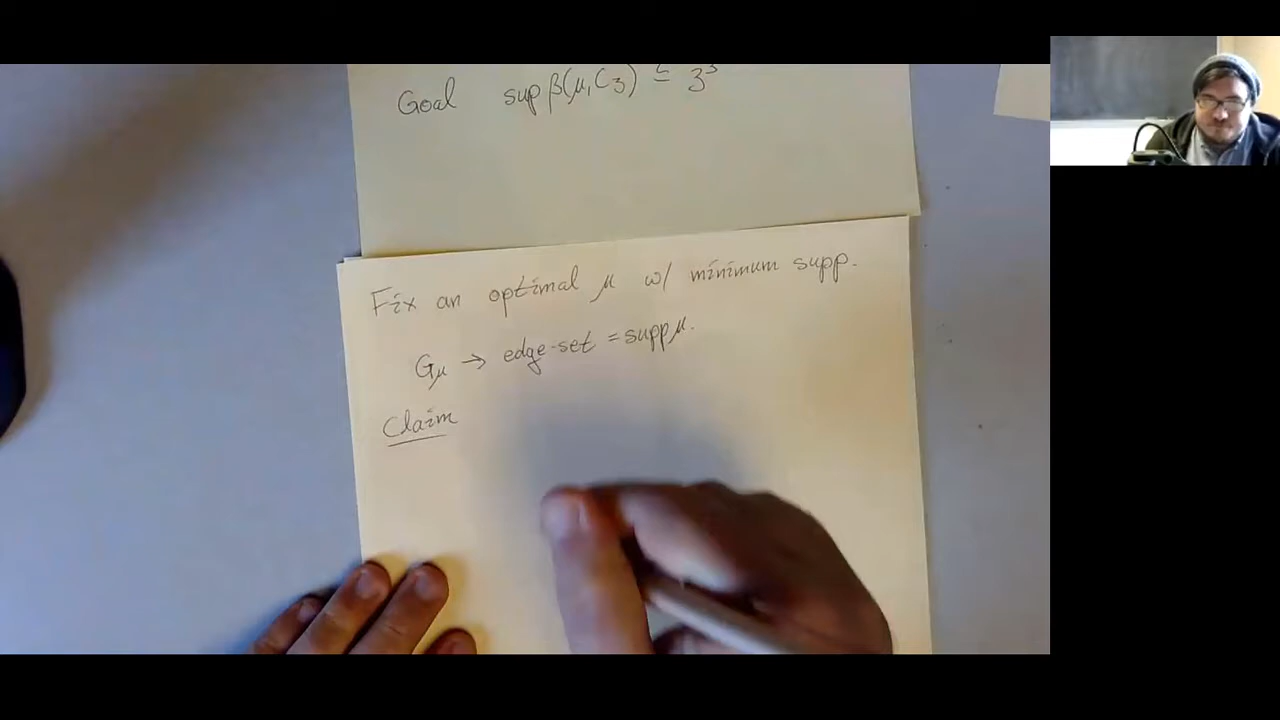 Goal sup β(μ, C₃) ≤ 3³
Fix an optimal μ w/ minimum supp.
Gμ → edge-set = supp μ.
Claim